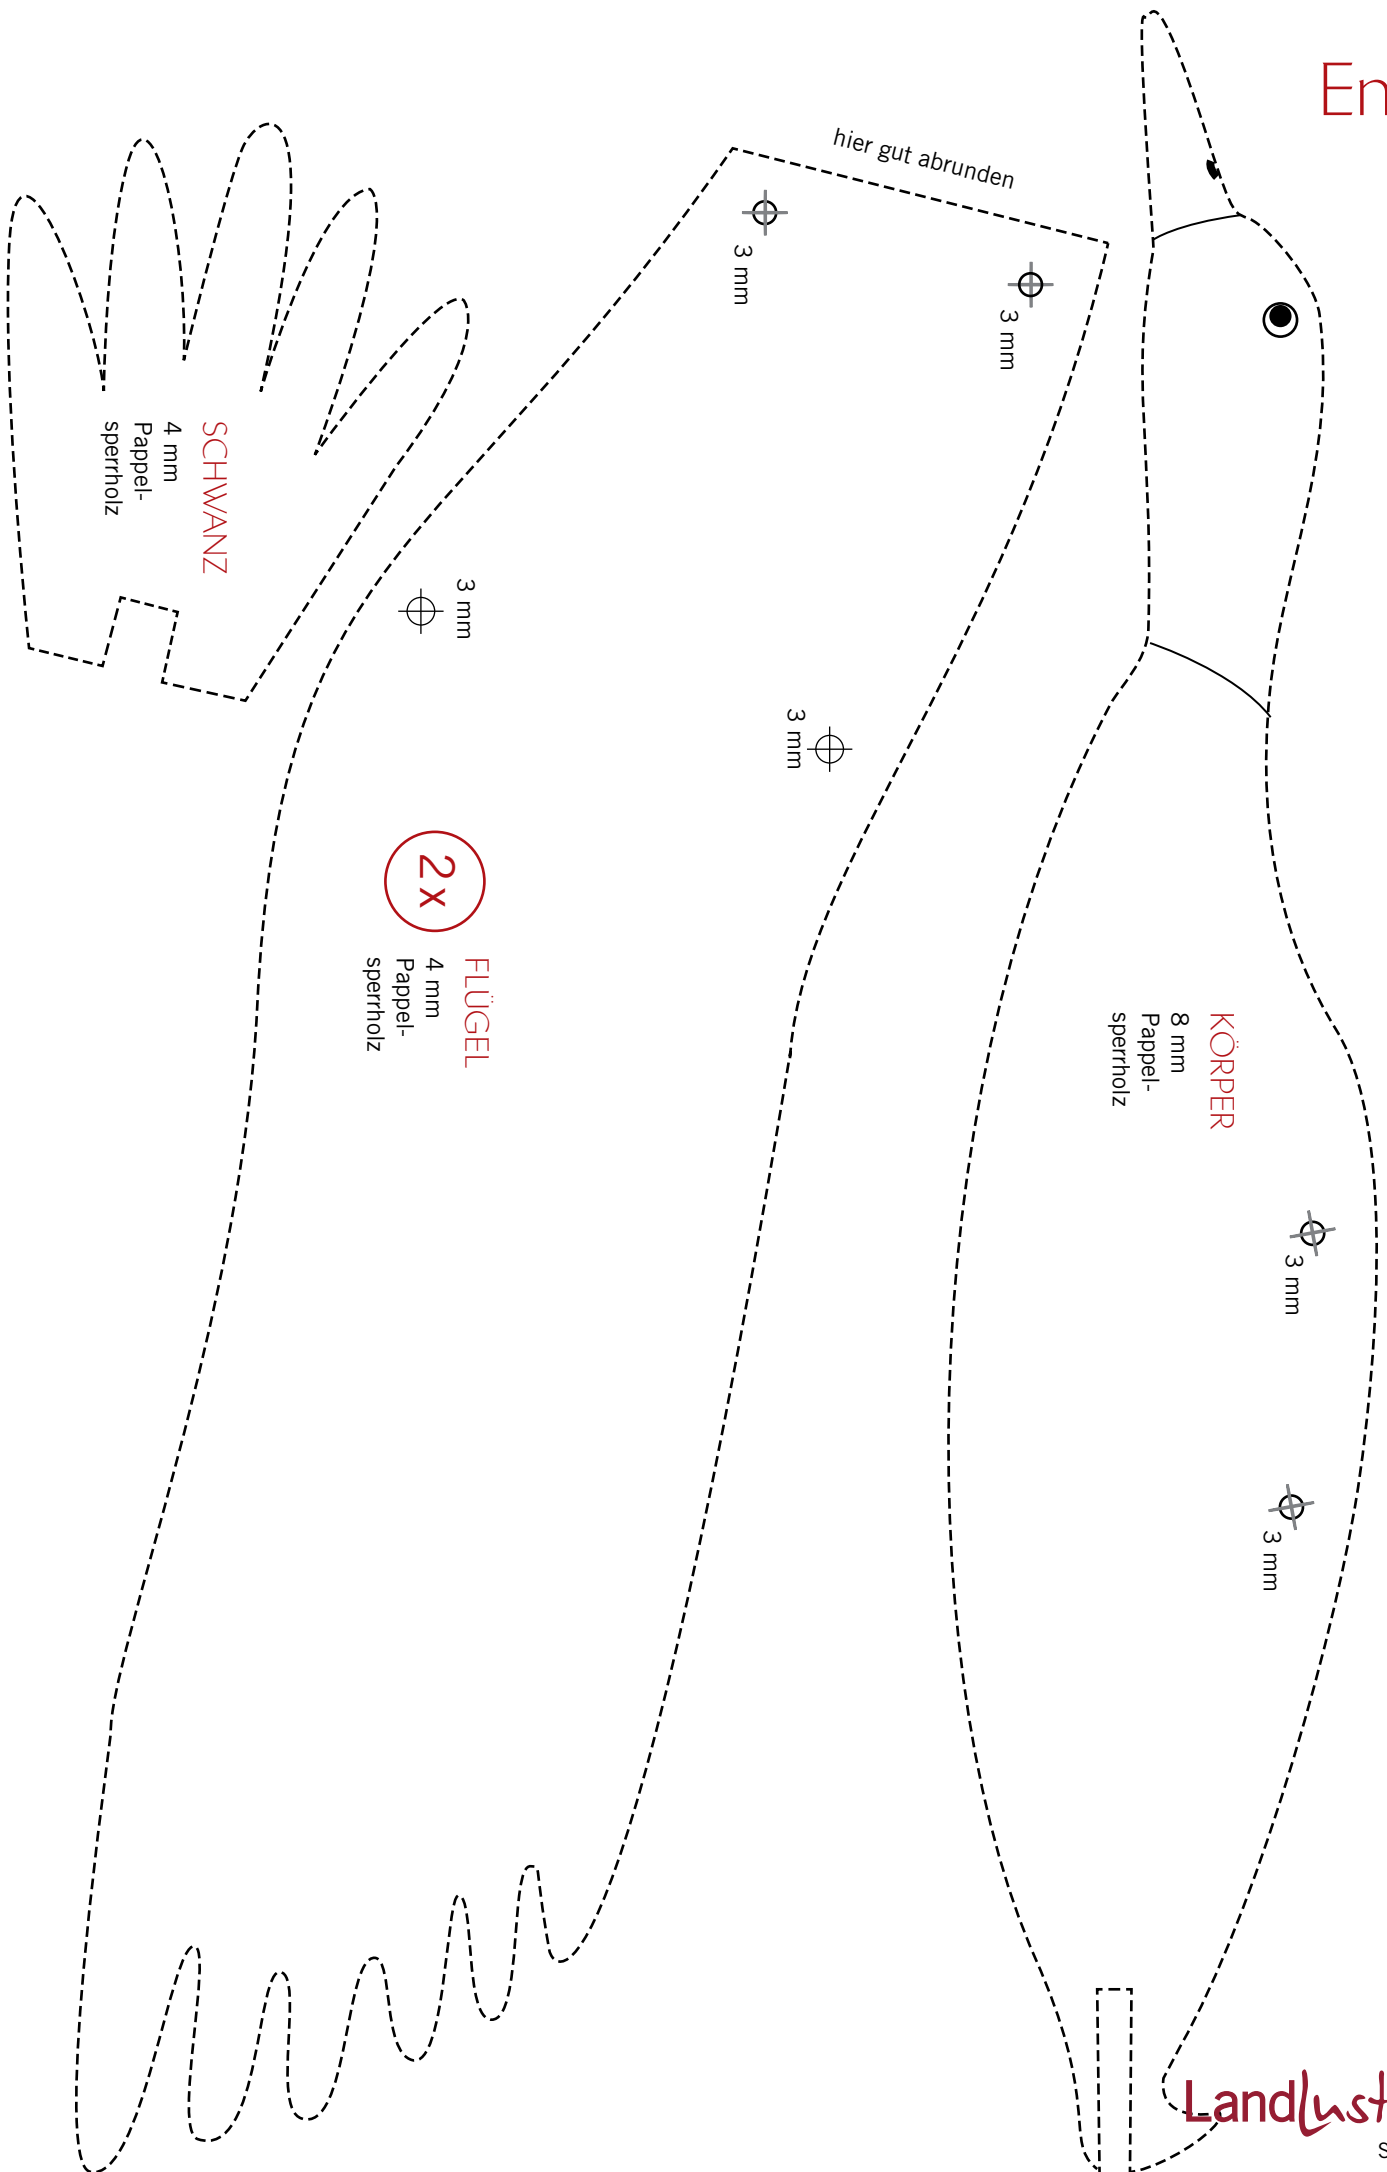 En
hier gut abrunden
3 mm
3 mm
SCHWANZ
4 mm
Pappel-
sperrholz
3 mm
3 mm
2x
FLÜGEL
4 mm
Pappel-
sperrholz
KÖRPER
8 mm
Pappel-
sperrholz
3 mm
3 mm
Landlust
S